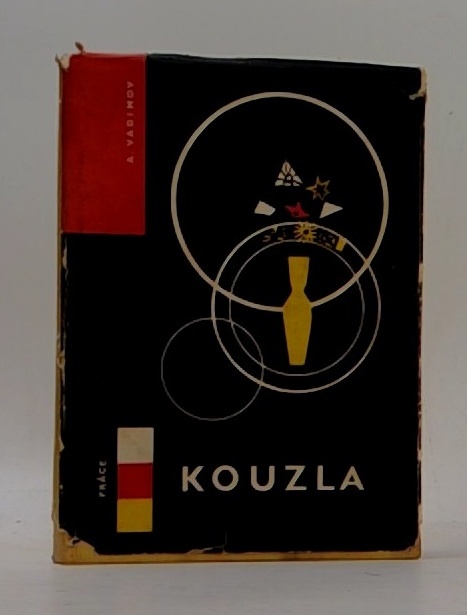 A. VADIMOV
PRÁCE
KOUZLA